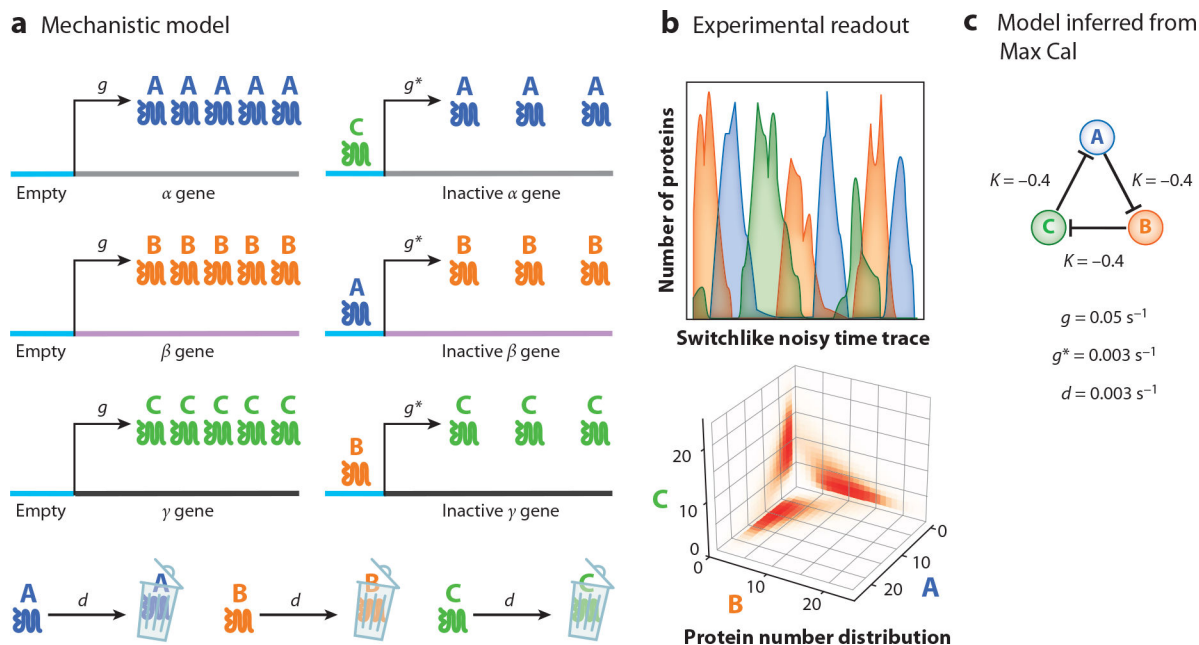 a Mechanistic model
g
A A A A A
g*
A A A
C
Empty
α gene
Inactive α gene
g
B B B B B
g*
B B B
A
Empty
β gene
Inactive β gene
g
C C C C C
g*
C C C
B
Empty
γ gene
Inactive γ gene
A
d
A
B
d
B
C
d
C
b Experimental readout
Number of proteins
Switchlike noisy time trace
20
10
0
C
0
10
20
B
0
10
20
A
Protein number distribution
c Model inferred from
Max Cal
A
K = –0.4
K = –0.4
C
B
K = –0.4
g = 0.05 s⁻¹
g* = 0.003 s⁻¹
d = 0.003 s⁻¹